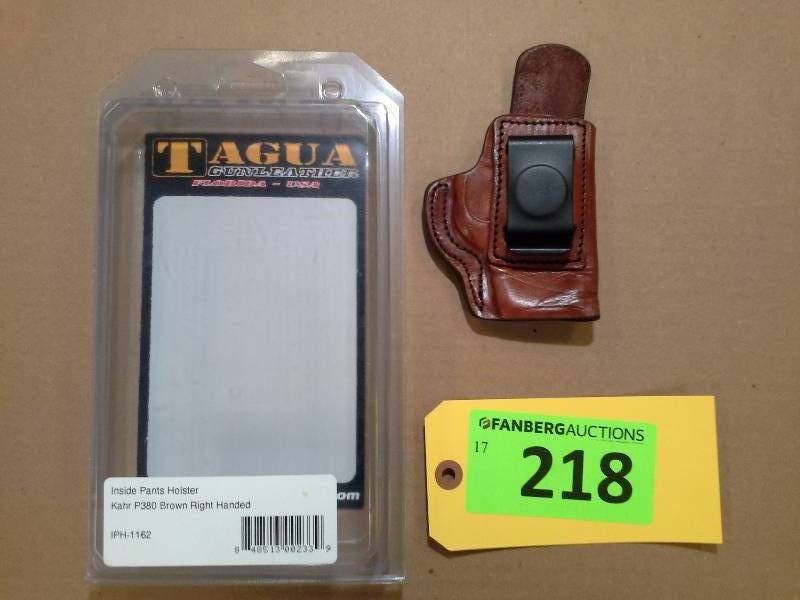 TAGUA
GUNLEATHER
FLORIDA - USA
.com
Inside Pants Holster
Kahr P380 Brown Right Handed
IPH-1162
8 48513 00233 9
FANBERGAUCTIONS
17
218